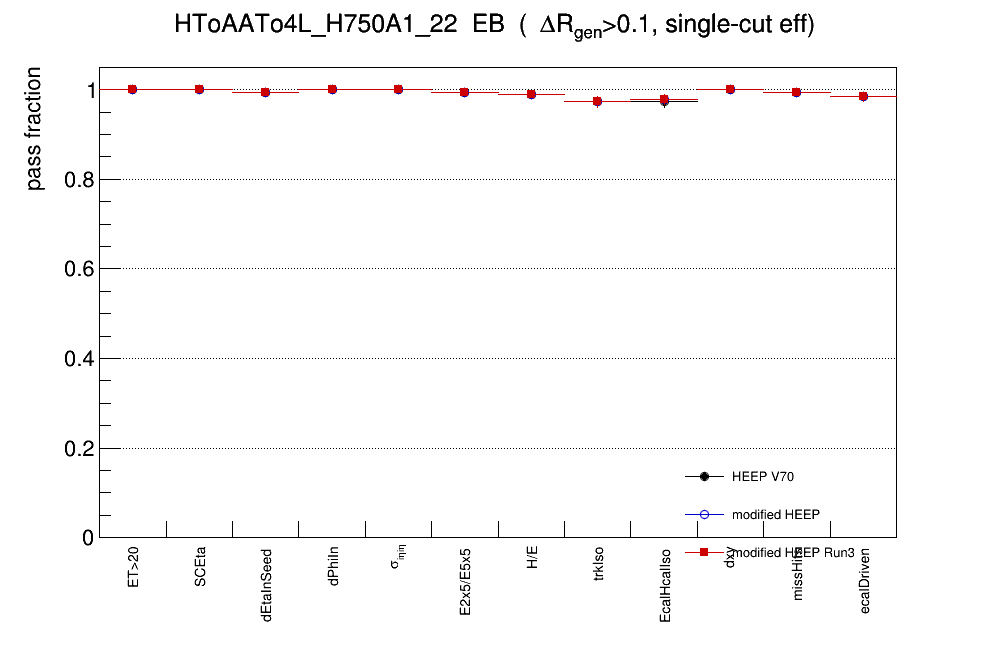 HToAATo4L_H750A1_22 EB ( ΔRgen>0.1, single-cut eff)
pass fraction
1
0.8
0.6
0.4
0.2
0
HEEP V70
modified HEEP
modified HEEP Run3
ET>20
SCEta
dEtaInSeed
dPhiIn
σiηiη
E2x5/E5x5
H/E
trkIso
EcalHcalIso
dxy
missHits
ecalDriven